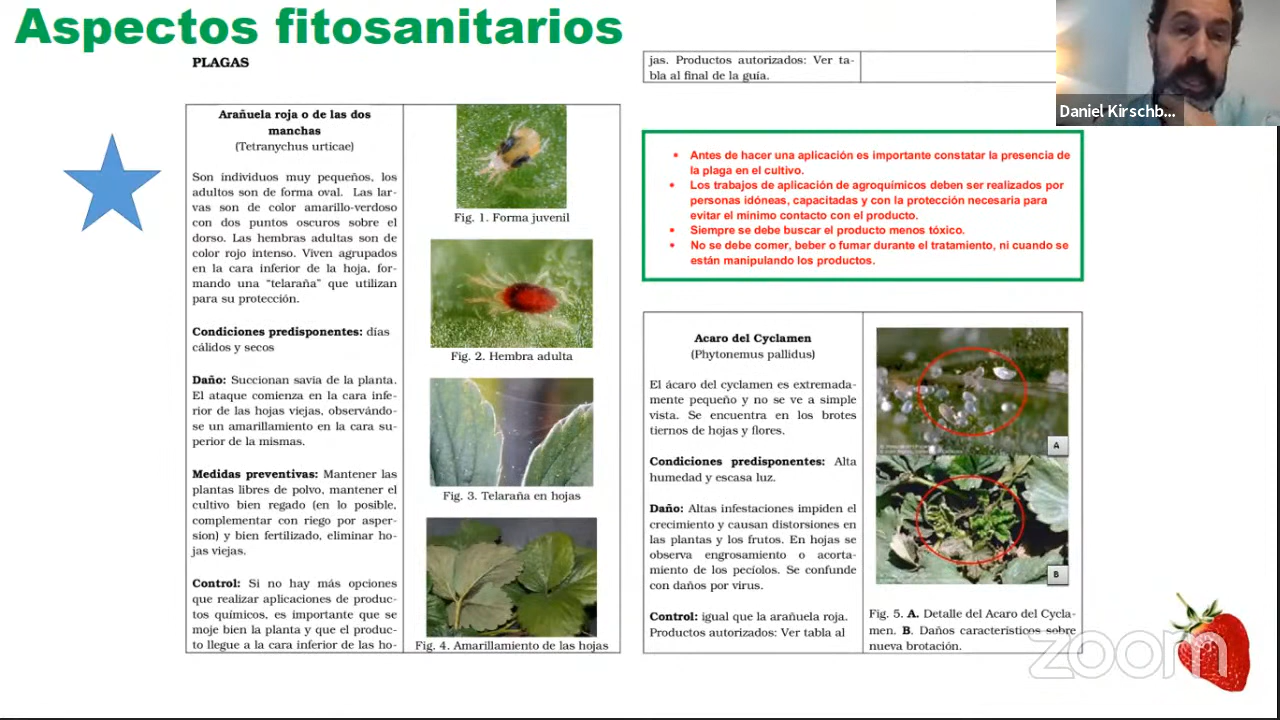 Aspectos fitosanitarios
PLAGAS
Arañuela roja o de las dos
manchas
(Tetranychus urticae)
Son individuos muy pequeños, los
adultos son de forma oval. Las lar-
vas son de color amarillo-verdoso
con dos puntos oscuros sobre el
dorso. Las hembras adultas son de
color rojo intenso. Viven agrupados
en la cara inferior de la hoja, for-
mando una "telaraña" que utilizan
para su protección.
Condiciones predisponentes: días
cálidos y secos
Daño: Succionan savia de la planta.
El ataque comienza en la cara infe-
rior de las hojas viejas, observándo-
se un amarillamiento en la cara su-
perior de la mismas.
Medidas preventivas: Mantener las
plantas libres de polvo, mantener el
cultivo bien regado (en lo posible,
complementar con riego por asper-
sion) y bien fertilizado, eliminar ho-
jas viejas.
Control: Si no hay más opciones
que realizar aplicaciones de produc-
tos químicos, es importante que se
moje bien la planta y que el produc-
to llegue a la cara inferior de las ho-
Fig. 1. Forma juvenil
Fig. 2. Hembra adulta
Fig. 3. Telaraña en hojas
Fig. 4. Amarillamiento de las hojas
jas. Productos autorizados: Ver ta-
bla al final de la guía.
• Antes de hacer una aplicación es importante constatar la presencia de
la plaga en el cultivo.
• Los trabajos de aplicación de agroquímicos deben ser realizados por
personas idóneas, capacitadas y con la protección necesaria para
evitar el minimo contacto con el producto.
• Siempre se debe buscar el producto menos tóxico.
• No se debe comer, beber o fumar durante el tratamiento, ni cuando se
están manipulando los productos.
Acaro del Cyclamen
(Phytonemus pallidus)
El ácaro del cyclamen es extremada-
mente pequeño y no se ve a simple
vista. Se encuentra en los brotes
tiernos de hojas y flores.
Condiciones predisponentes: Alta
humedad y escasa luz.
Daño: Altas infestaciones impiden el
crecimiento y causan distorsiones en
las plantas y los frutos. En hojas se
observa engrosamiento o acorta-
miento de los pecíolos. Se confunde
con daños por virus.
Control: igual que la arañuela roja.
Productos autorizados: Ver tabla al
A
B
Fig. 5. A. Detalle del Acaro del Cycla-
men. B. Daños característicos sobre
nueva brotación.
Daniel Kirschb...
zoom